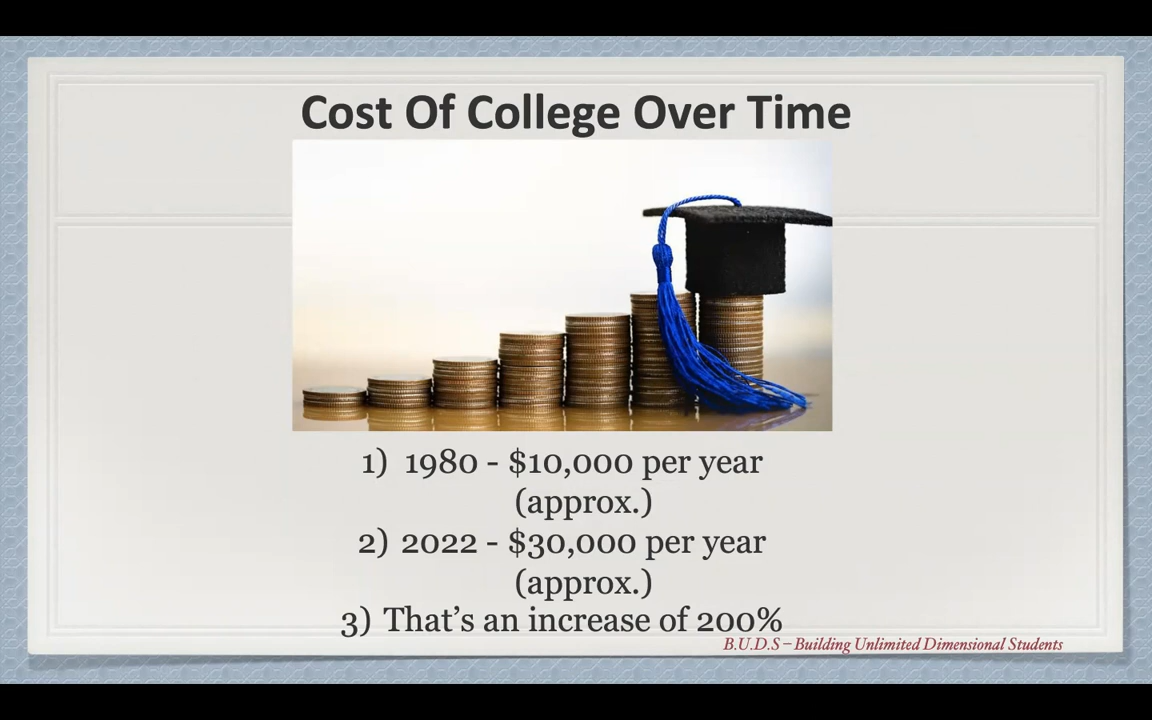 Cost Of College Over Time
1) 1980 - $10,000 per year
(approx.)
2) 2022 - $30,000 per year
(approx.)
3) That's an increase of 200%
B.U.D.S – Building Unlimited Dimensional Students